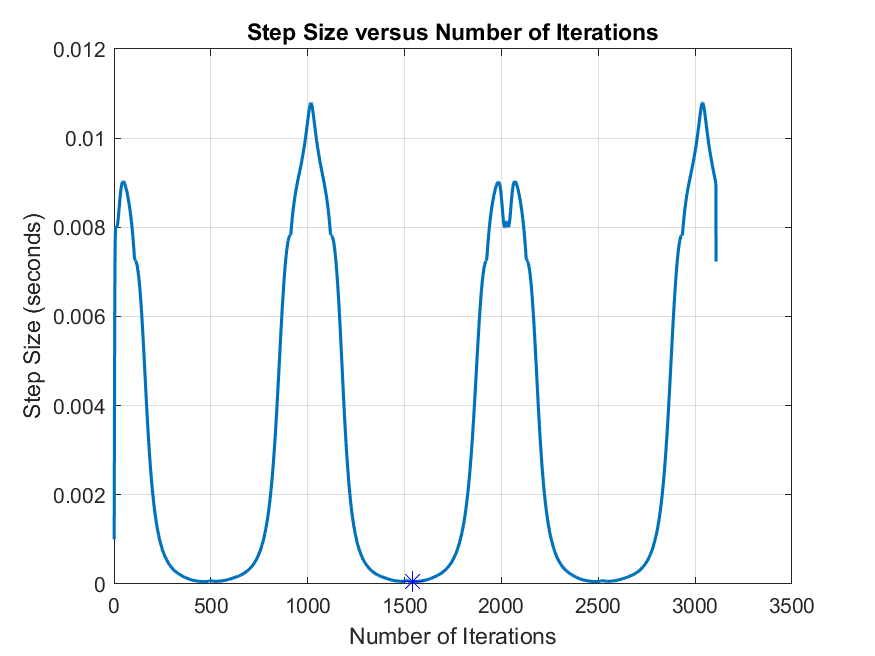 Step Size versus Number of Iterations
0.012
0.01
0.008
0.006
0.004
0.002
0
Step Size (seconds)
0 500 1000 1500 2000 2500 3000 3500
Number of Iterations